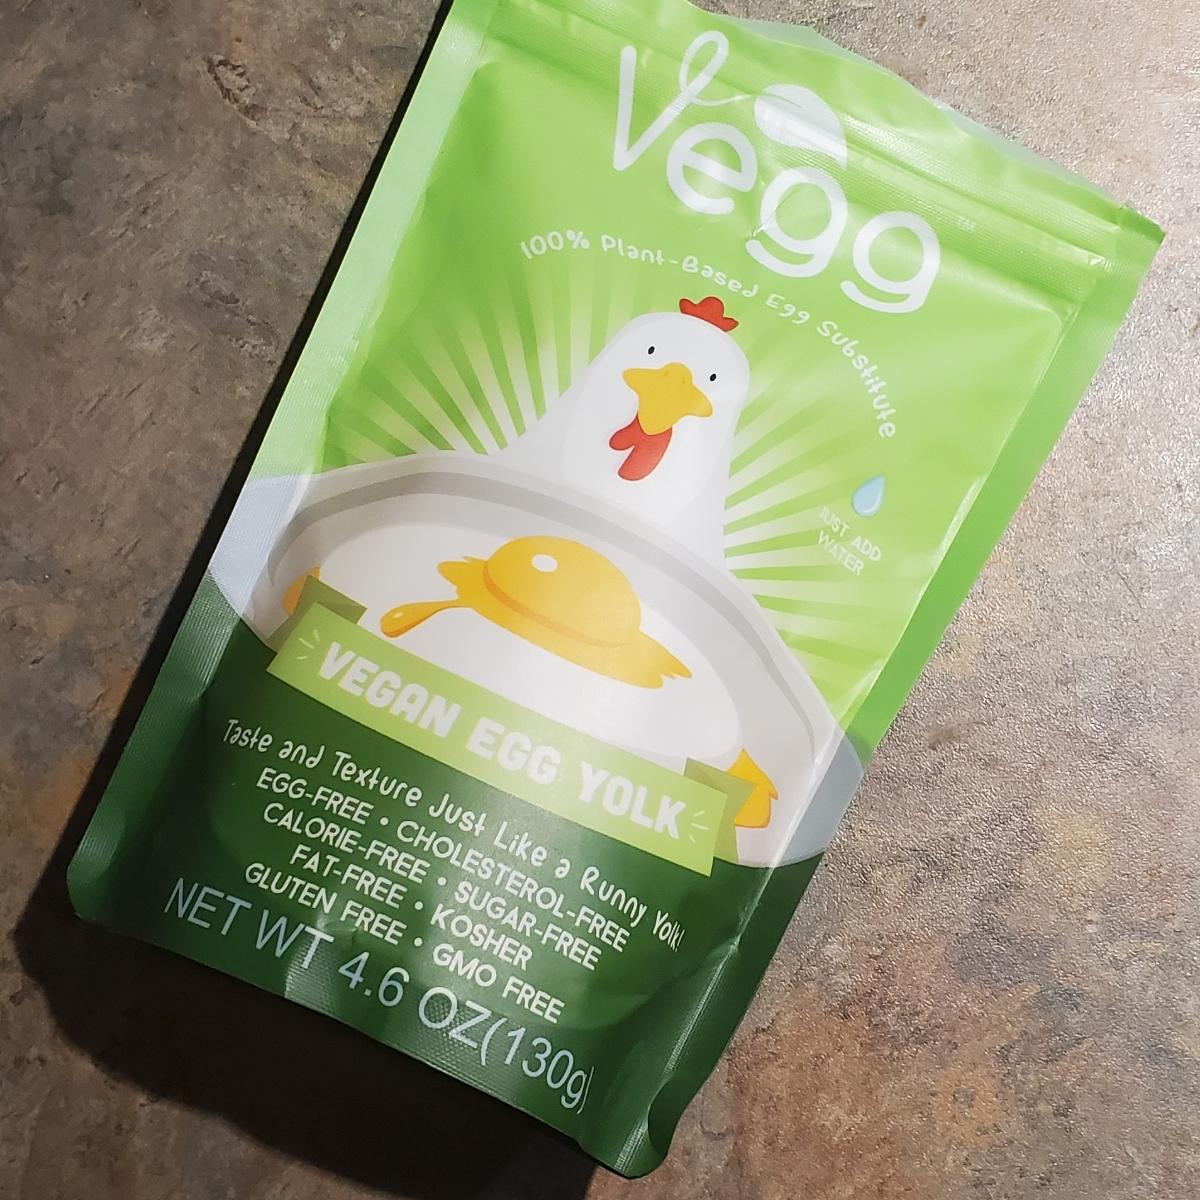 Vegg™
100% Plant-Based Egg Substitute
JUST ADD
WATER
VEGAN EGG YOLK
Taste and Texture Just Like a Runny Yolk!
EGG-FREE • CHOLESTEROL-FREE
CALORIE-FREE • SUGAR-FREE
FAT-FREE • KOSHER
GLUTEN FREE • GMO FREE
NET WT 4.6 OZ(130g)